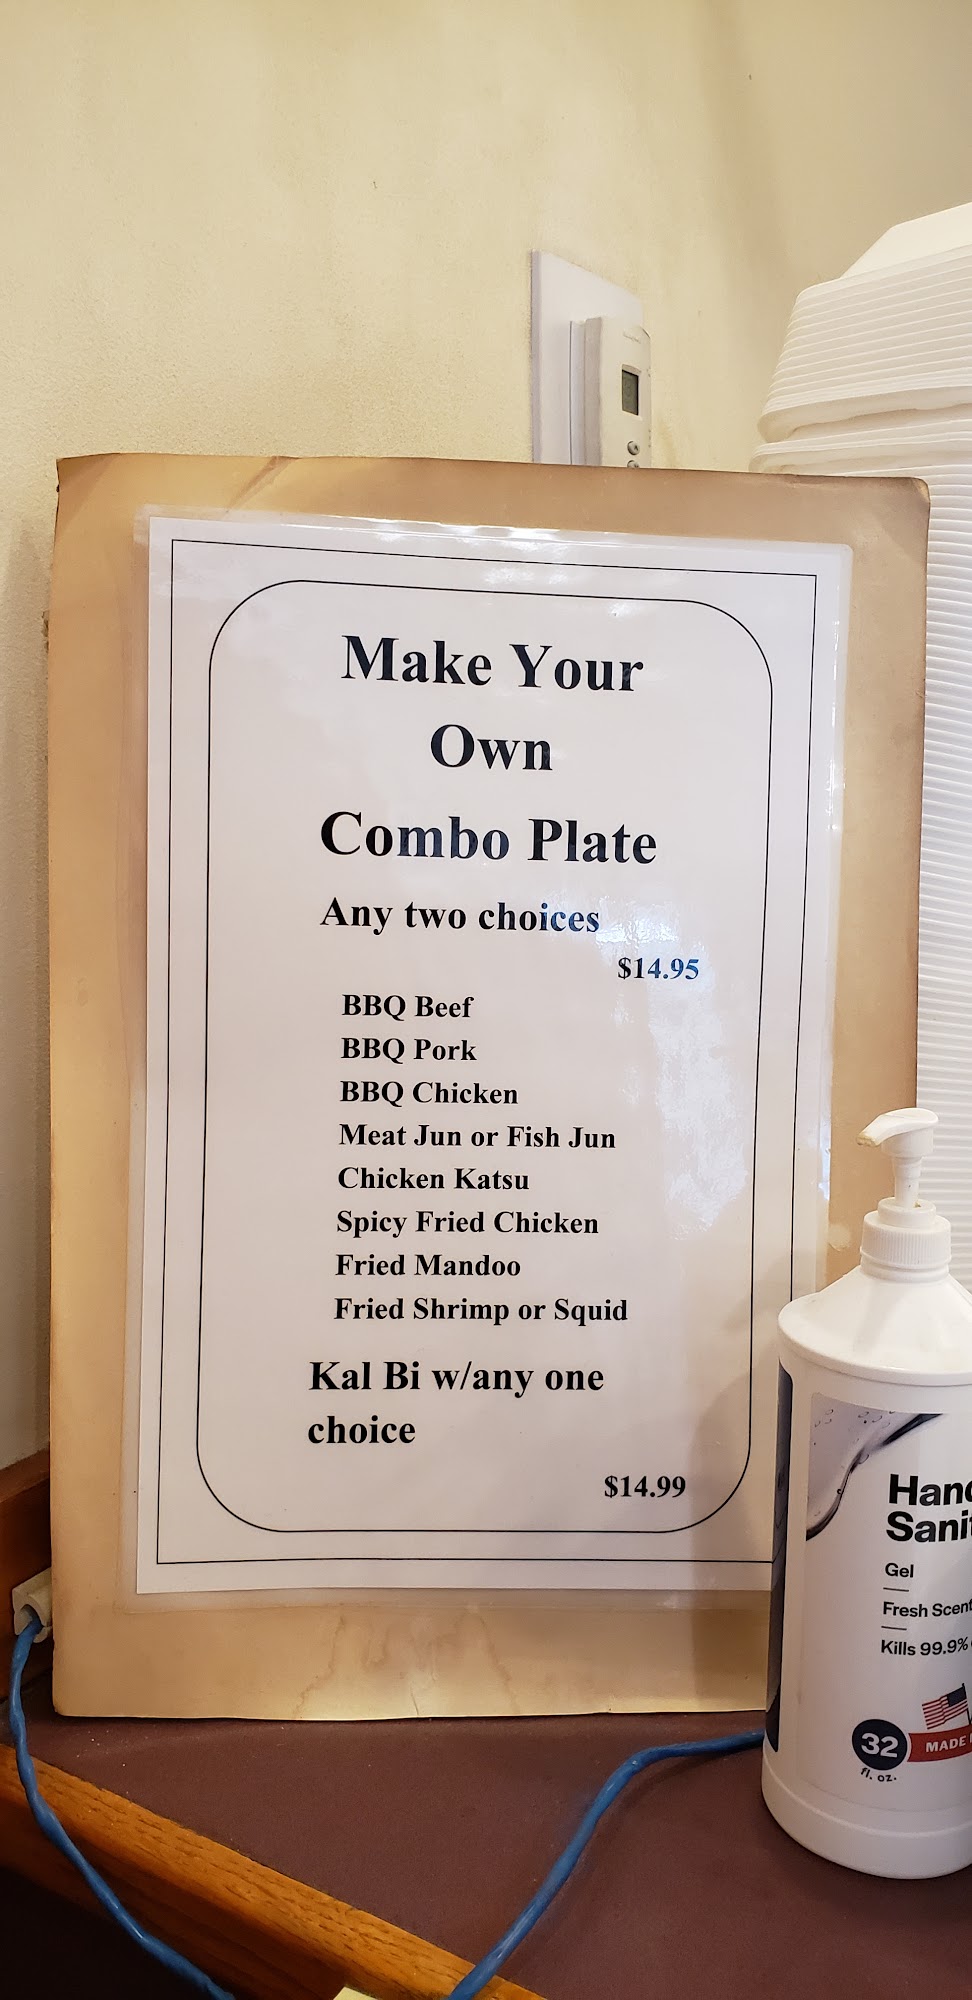 Make Your
Own
Combo Plate
Any two choices
$14.95
BBQ Beef
BBQ Pork
BBQ Chicken
Meat Jun or Fish Jun
Chicken Katsu
Spicy Fried Chicken
Fried Mandoo
Fried Shrimp or Squid
Kal Bi w/any one
choice
$14.99
Gel
Fresh Scent
Kills 99.9%
32
fl. oz.
MADE